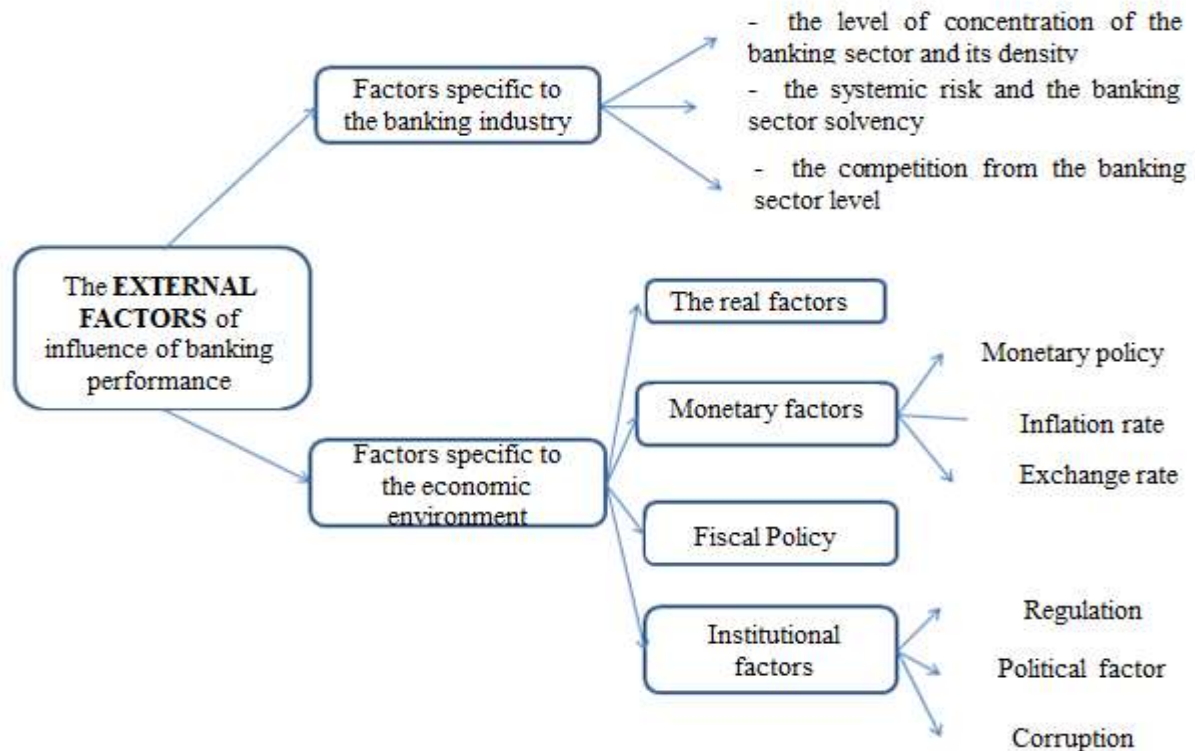 - the level of concentration of the
banking sector and its density
- the systemic risk and the banking
sector solvency
- the competition from the banking
sector level
Factors specific to
the banking industry
The EXTERNAL
FACTORS of
influence of banking
performance
Factors specific to
the economic
environment
The real factors
Monetary factors
Monetary policy
Inflation rate
Exchange rate
Fiscal Policy
Institutional
factors
Regulation
Political factor
Corruption